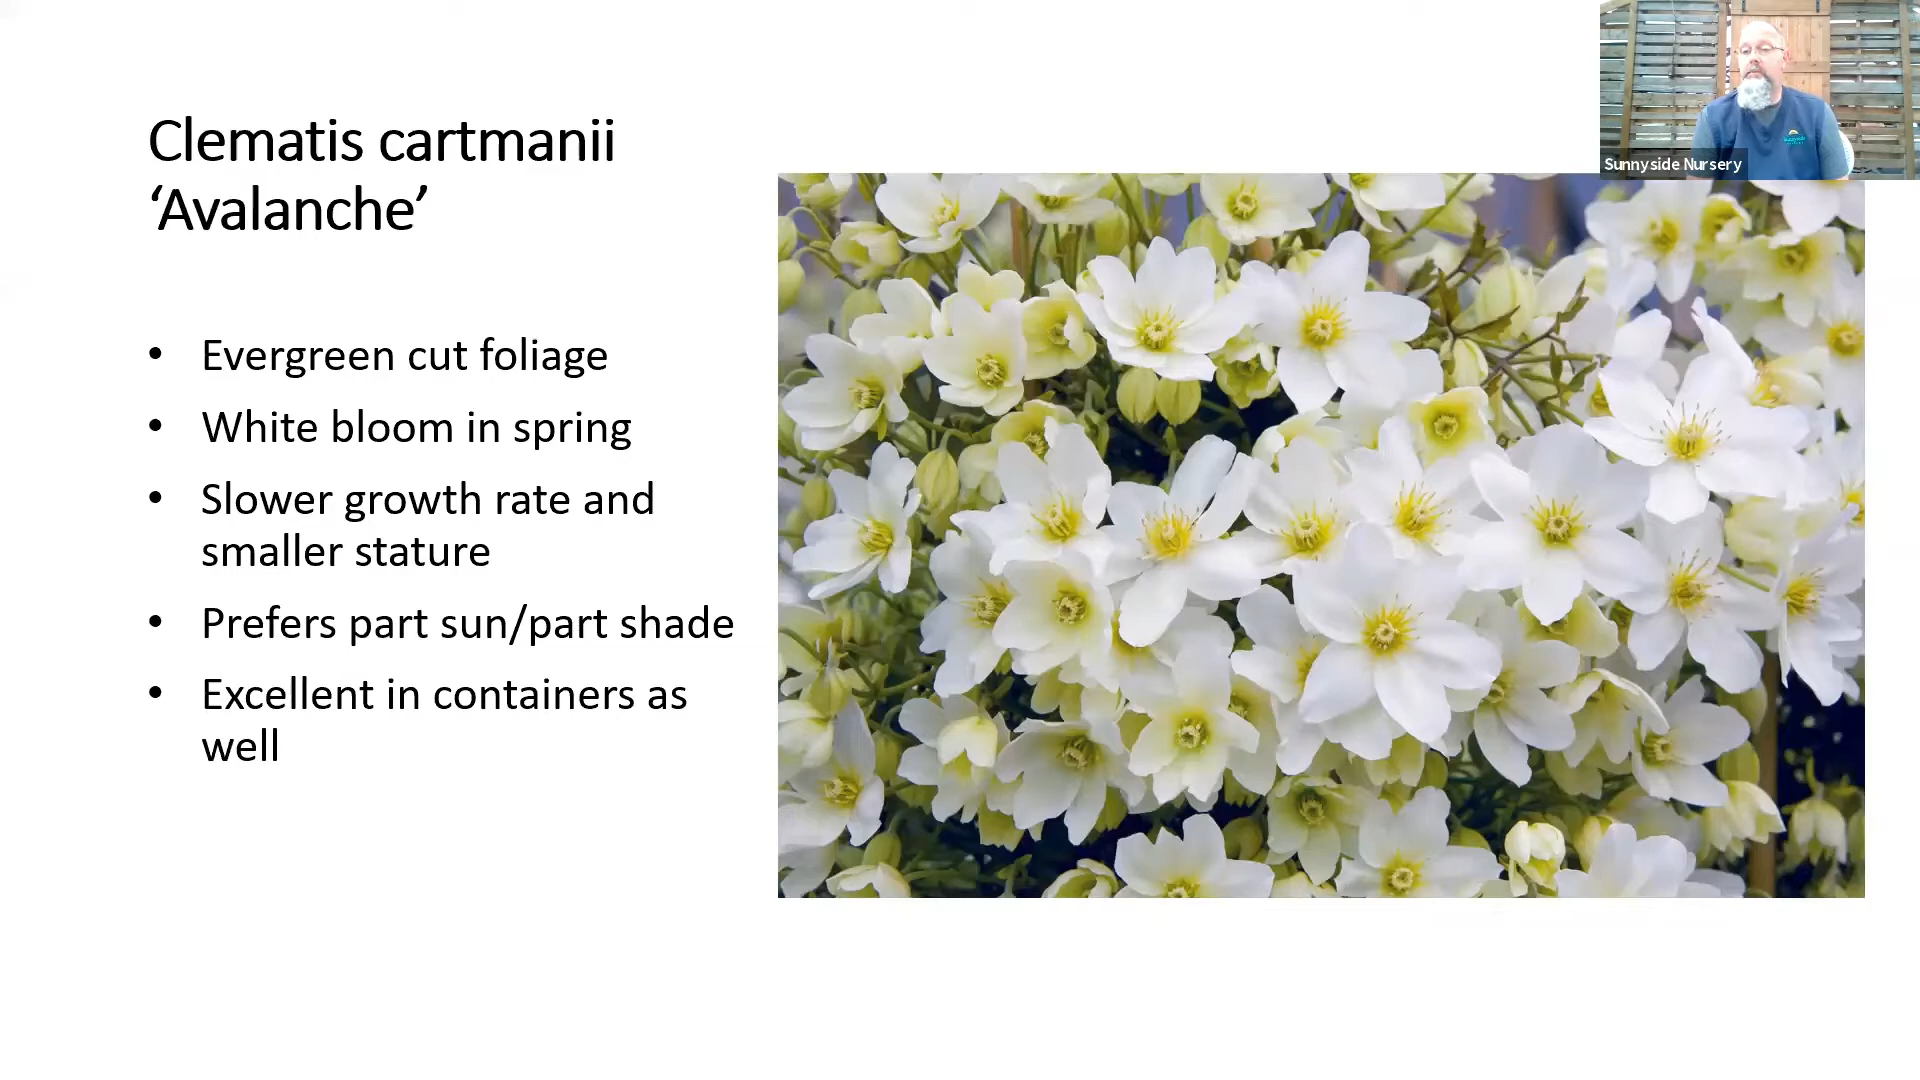 Clematis cartmanii
‘Avalanche’
• Evergreen cut foliage
• White bloom in spring
• Slower growth rate and
smaller stature
• Prefers part sun/part shade
• Excellent in containers as
well
Sunnyside Nursery